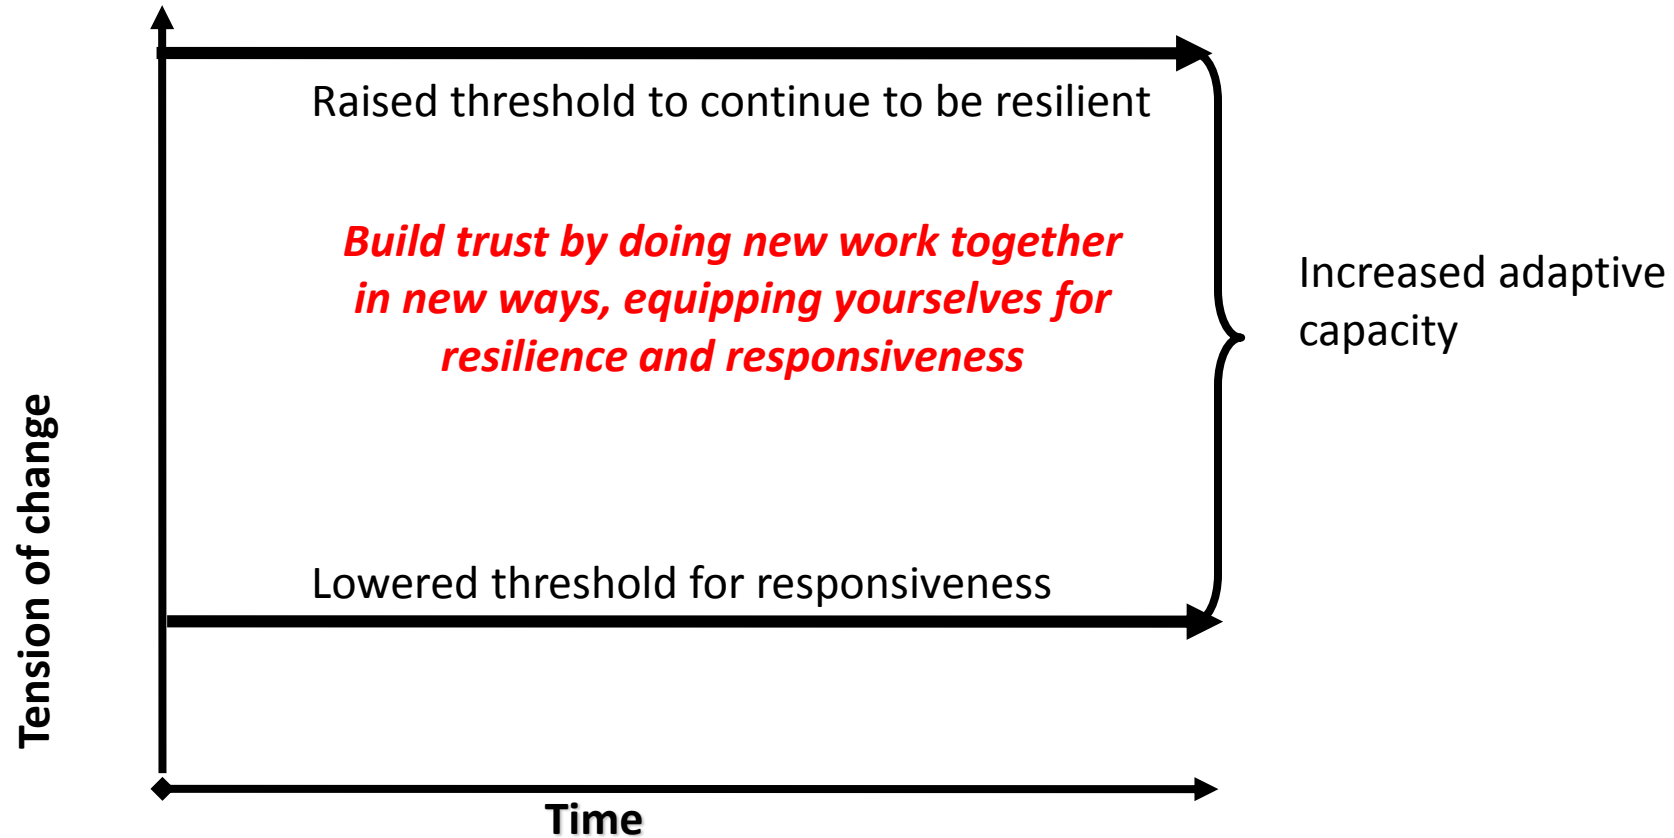 Raised threshold to continue to be resilient
Build trust by doing new work together
in new ways, equipping yourselves for
resilience and responsiveness
Increased adaptive
capacity
Tension of change
Lowered threshold for responsiveness
Time